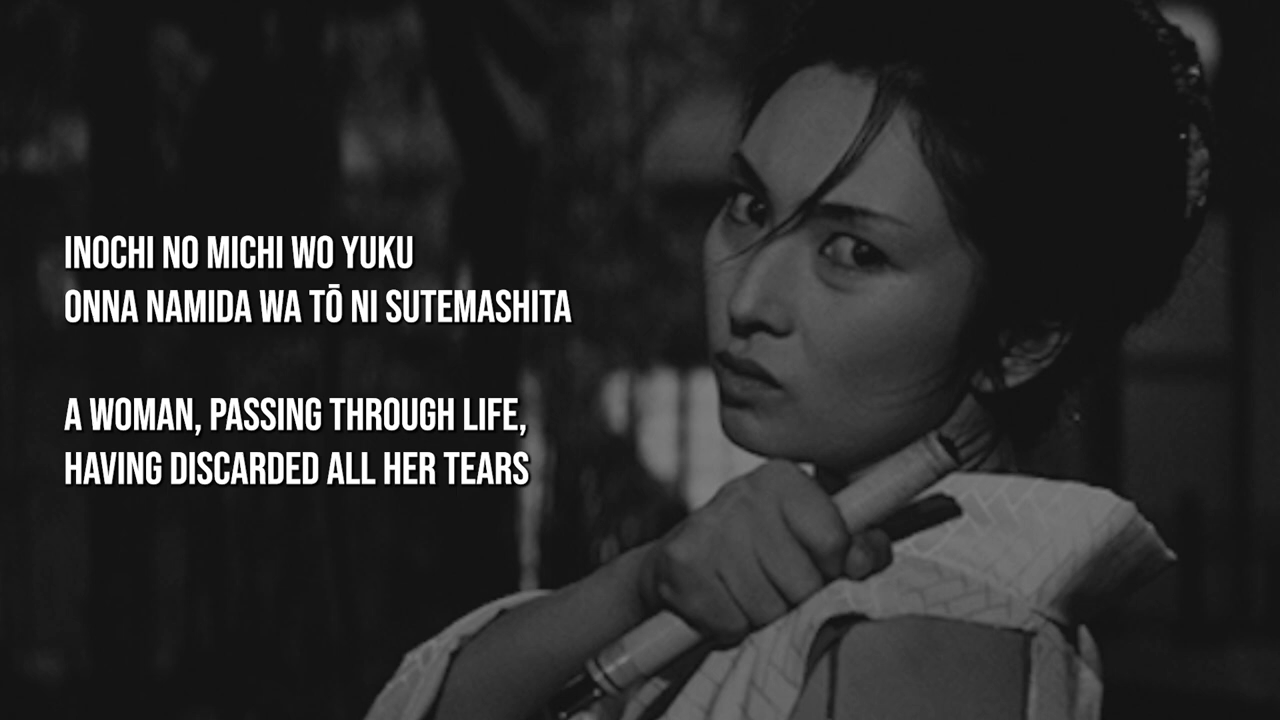 INOCHI NO MICHI WO YUKU
ONNA NAMIDA WA TŌ NI SUTEMASHITA
A WOMAN, PASSING THROUGH LIFE,
HAVING DISCARDED ALL HER TEARS